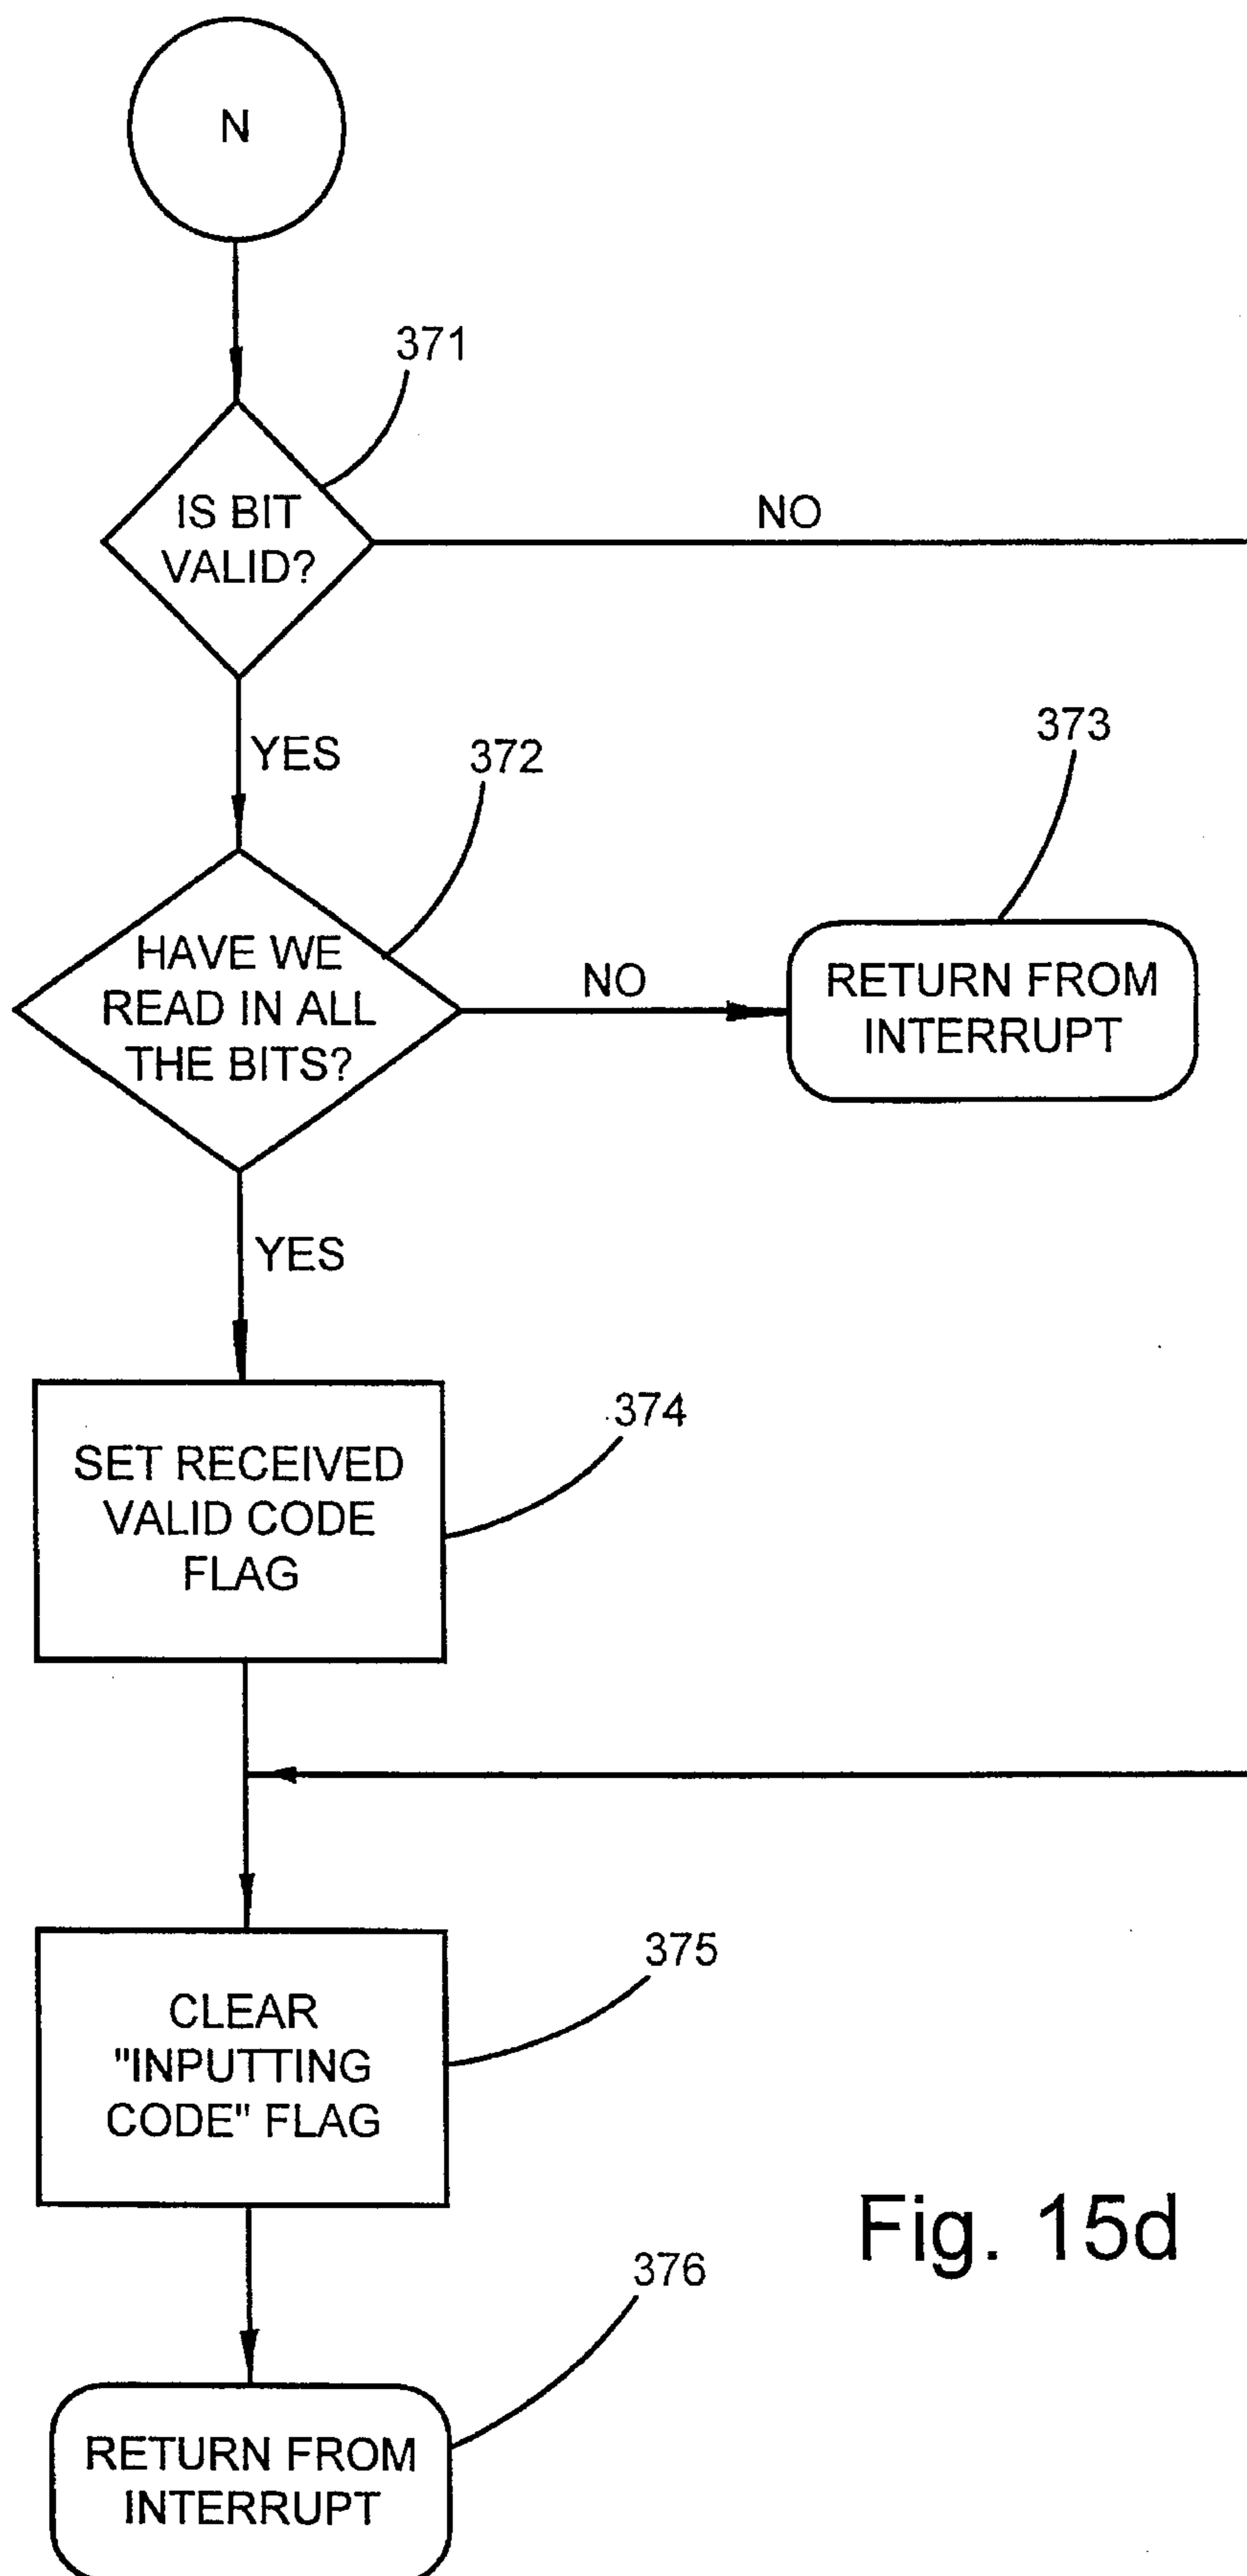 N
371
IS BIT
VALID?
NO
YES
372
373
HAVE WE
READ IN ALL
THE BITS?
NO
RETURN FROM
INTERRUPT
YES
374
SET RECEIVED
VALID CODE
FLAG
375
CLEAR
"INPUTTING
CODE" FLAG
Fig. 15d
376
RETURN FROM
INTERRUPT